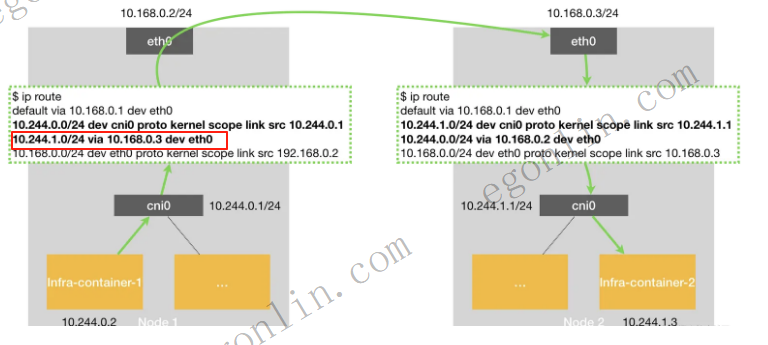 10.168.0.2/24
eth0
$ ip route
default via 10.168.0.1 dev eth0
10.244.0.0/24 dev cni0 proto kernel scope link src 10.244.0.1
10.244.1.0/24 via 10.168.0.3 dev eth0
10.168.0.0/24 dev eth0 proto kernel scope link src 192.168.0.2
cni0
10.244.0.1/24
Infra-container-1
...
10.244.0.2
Node 1
10.168.0.3/24
eth0
$ ip route
default via 10.168.0.1 dev eth0
10.244.1.0/24 dev cni0 proto kernel scope link src 10.244.1.1
10.244.0.0/24 via 10.168.0.2 dev eth0
10.168.0.0/24 dev eth0 proto kernel scope link src 10.168.0.3
10.244.1.1/24
cni0
...
Infra-container-2
Node 2
10.244.1.3
egonlin.com
egonlin.com